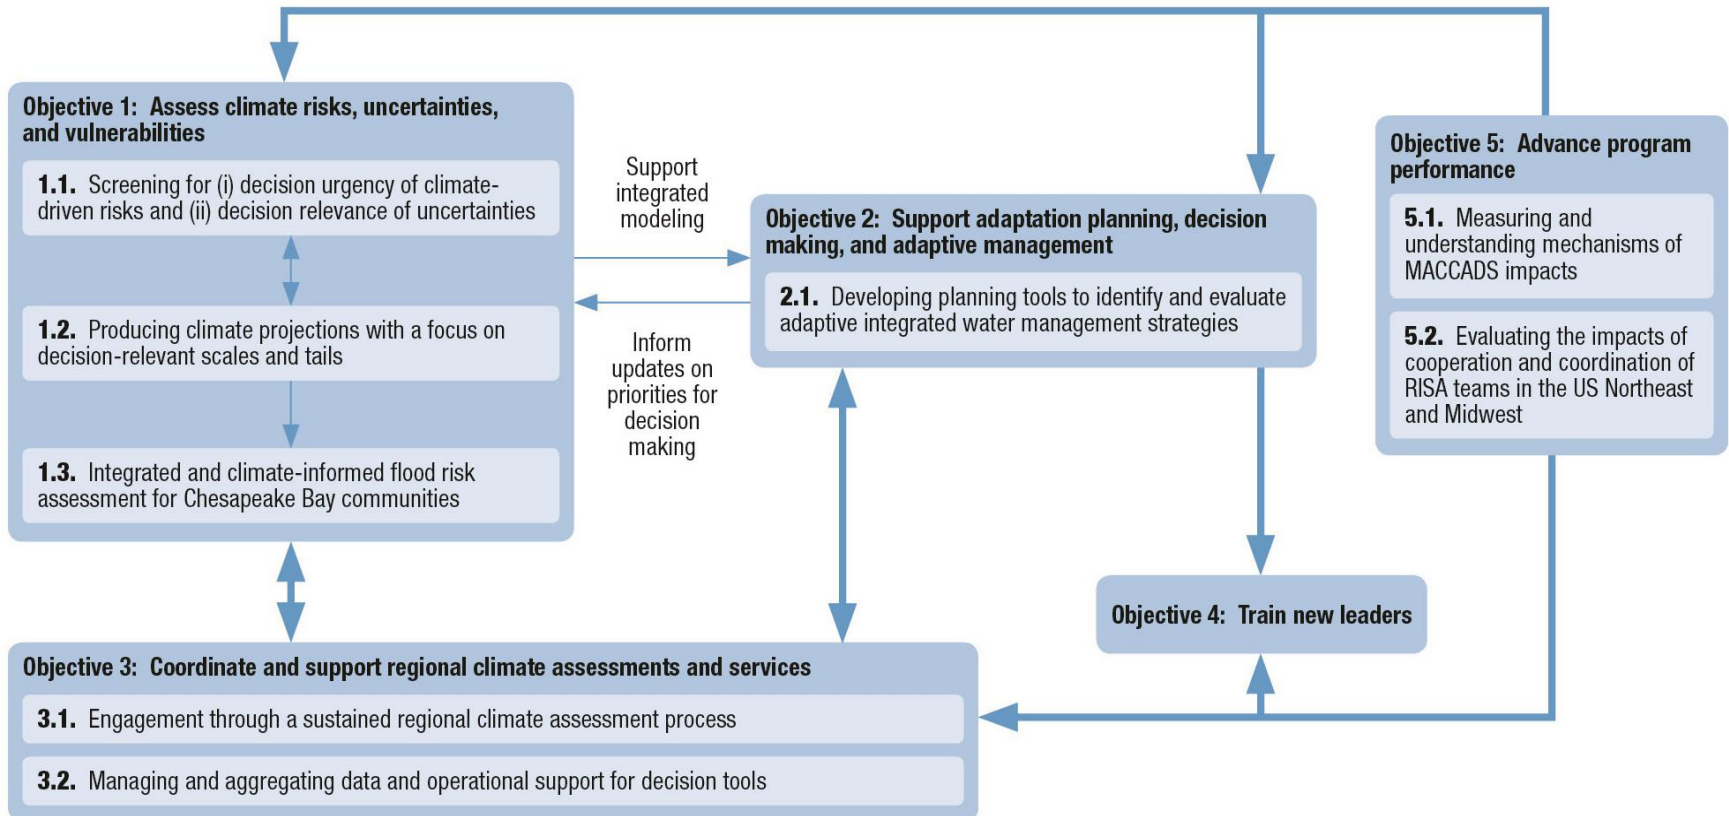 Objective 1: Assess climate risks, uncertainties,
and vulnerabilities
1.1. Screening for (i) decision urgency of climate-
driven risks and (ii) decision relevance of uncertainties
1.2. Producing climate projections with a focus on
decision-relevant scales and tails
1.3. Integrated and climate-informed flood risk
assessment for Chesapeake Bay communities
Support
integrated
modeling
Inform
updates on
priorities for
decision
making
Objective 2: Support adaptation planning, decision
making, and adaptive management
2.1. Developing planning tools to identify and evaluate
adaptive integrated water management strategies
Objective 5: Advance program
performance
5.1. Measuring and
understanding mechanisms of
MACCADS impacts
5.2. Evaluating the impacts of
cooperation and coordination of
RISA teams in the US Northeast
and Midwest
Objective 4: Train new leaders
Objective 3: Coordinate and support regional climate assessments and services
3.1. Engagement through a sustained regional climate assessment process
3.2. Managing and aggregating data and operational support for decision tools